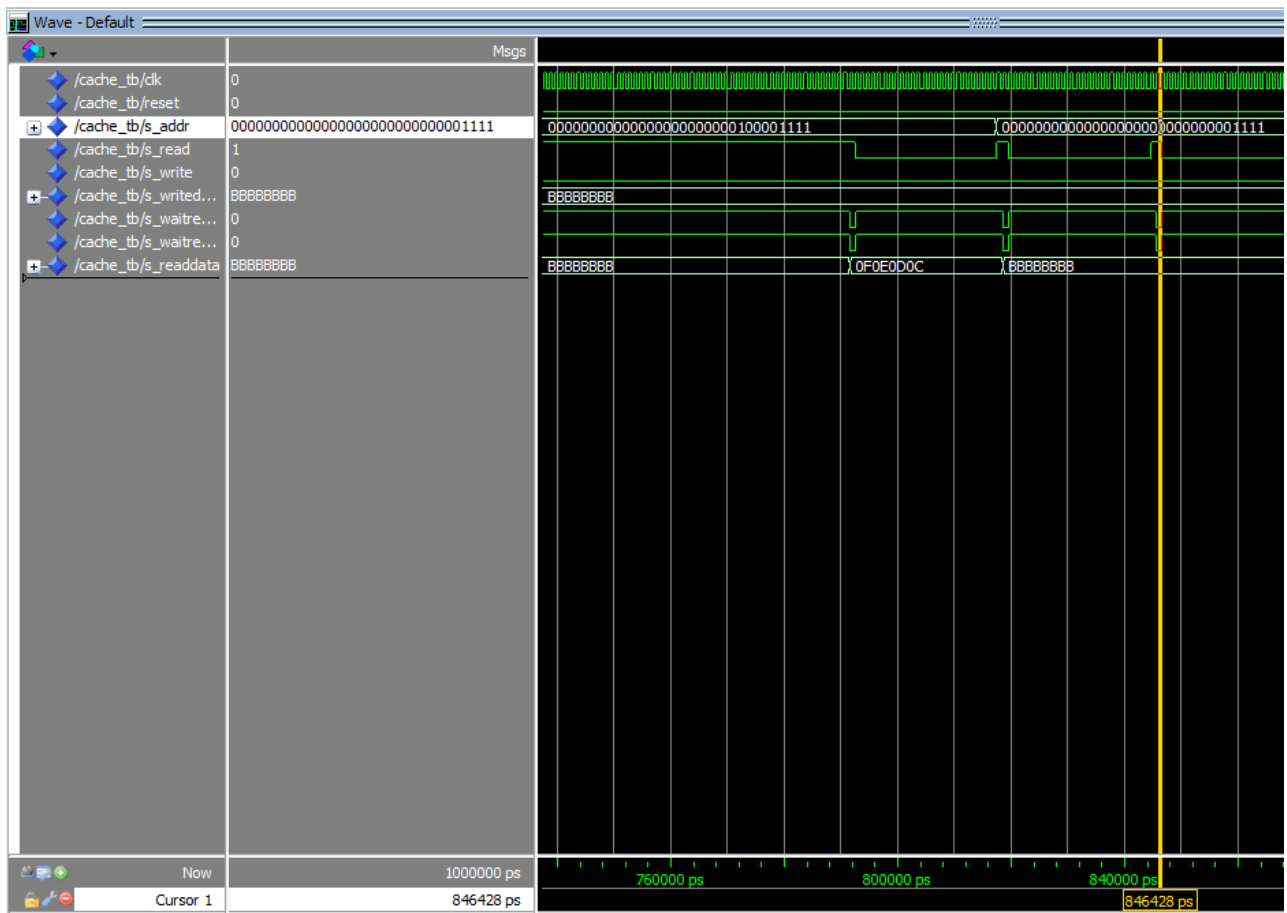 Wave - Default
Msgs
/cache_tb/clk 0
/cache_tb/reset 0
/cache_tb/s_addr 00000000000000000000000000001111 00000000000000000000000100001111 00000000000000000000000000001111
/cache_tb/s_read 1
/cache_tb/s_write 0
/cache_tb/s_writed... BBBBBBBB BBBBBBBB
/cache_tb/s_waitre... 0
/cache_tb/s_waitre... 0
/cache_tb/s_readdata BBBBBBBB BBBBBBBB 0F0E0D0C BBBBBBBB
Now 1000000 ps 760000 ps 800000 ps 840000 ps
Cursor 1 846428 ps 846428 ps